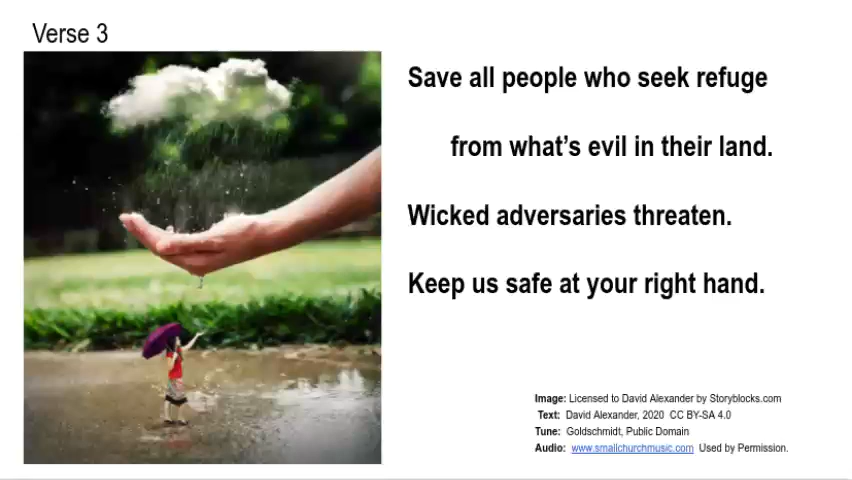 Verse 3
Save all people who seek refuge
from what's evil in their land.
Wicked adversaries threaten.
Keep us safe at your right hand.
Image: Licensed to David Alexander by Storyblocks.com
Text: David Alexander, 2020 CC BY-SA 4.0
Tune: Goldschmidt, Public Domain
Audio: www.smallchurchmusic.com Used by Permission.